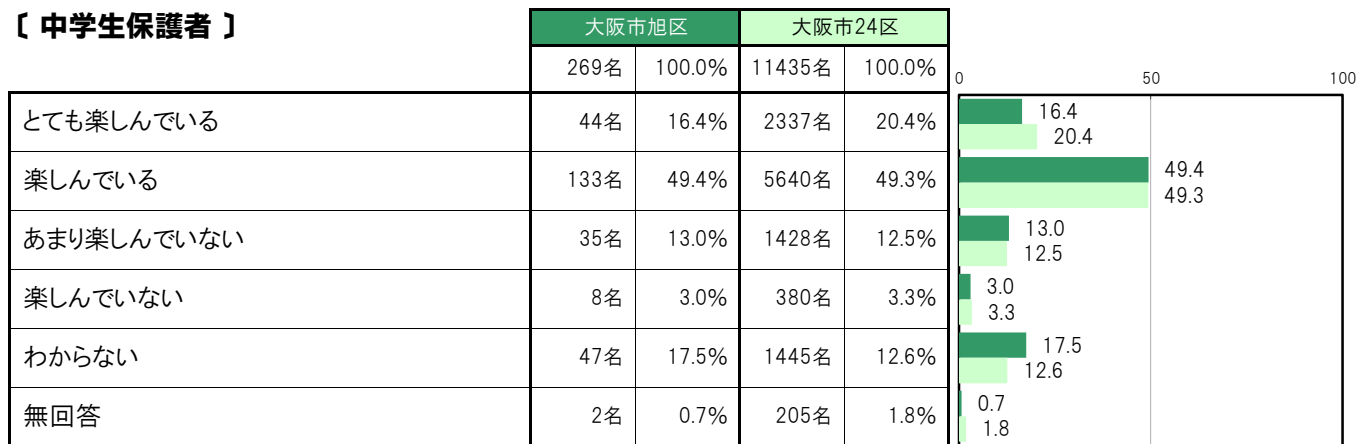 〔 中学生保護者 〕
大阪市旭区 大阪市24区
269名 100.0% 11435名 100.0%
0 50 100
とても楽しんでいる 44名 16.4% 2337名 20.4%
16.4
20.4
楽しんでいる 133名 49.4% 5640名 49.3%
49.4
49.3
あまり楽しんでいない 35名 13.0% 1428名 12.5%
13.0
12.5
楽しんでいない 8名 3.0% 380名 3.3%
3.0
3.3
わからない 47名 17.5% 1445名 12.6%
17.5
12.6
無回答 2名 0.7% 205名 1.8%
0.7
1.8